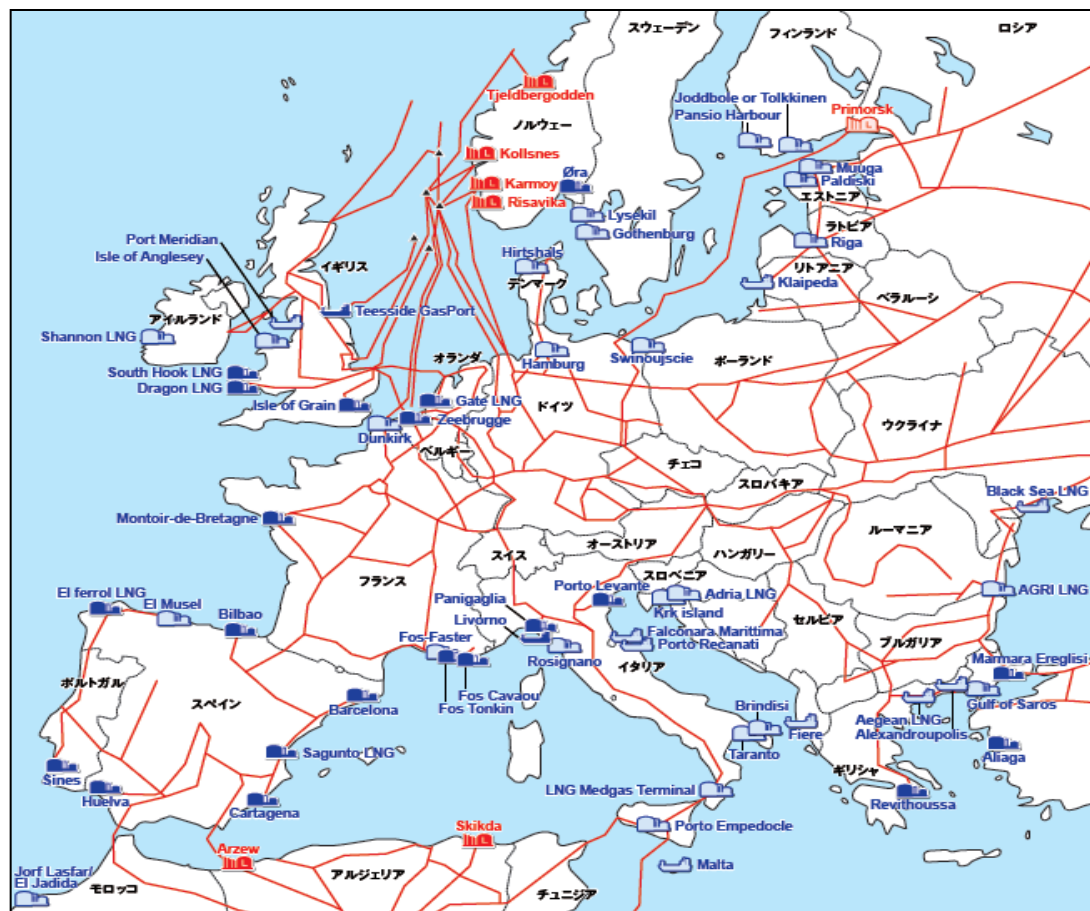 スウェーデン
フィンランド
ロシア
Tjeldbergodden
ノルウェー
Joddbole or Tolkkinen
Pansio Harbour
Primorsk
Kollsnes
Karmoy
Risavika
Øra
Muuga
Paldiski
エストニア
Lysekil
Gothenburg
ラトビア
Riga
Port Meridian
Isle of Anglesey
イギリス
Hirtshals
デンマーク
リトアニア
Klaipeda
ベラルーシ
アイルランド
Shannon LNG
Teesside GasPort
South Hook LNG
Dragon LNG
オランダ
Hamburg
Swinoujscie
ポーランド
Isle of Grain
Gate LNG
Zeebrugge
Dunkirk
ドイツ
ウクライナ
ベルギー
チェコ
スロバキア
Black Sea LNG
Montoir-de-Bretagne
スイス
オーストリア
ハンガリー
ルーマニア
フランス
El ferrol LNG
El Musel
Bilbao
Panigaglia
Livorno
Porto Levante
スロベニア
Adria LNG
Krk island
AGRI LNG
Fos-Faster
Rosignano
Falconara Marittima
Porto Recanati
イタリア
セルビア
ブルガリア
Marmara Ereglisi
ポルトガル
スペイン
Barcelona
Fos Cavaou
Fos Tonkin
Gulf of Saros
Aegean LNG
Alexandroupolis
Brindisi
Taranto
Fiere
Aliaga
Sines
Huelva
Sagunto LNG
Cartagena
ギリシャ
Revithoussa
LNG Medgas Terminal
Porto Empedocle
Malta
Arzew
Skikda
Jorf Lasfar/
El Jadida
モロッコ
アルジェリア
チュニジア